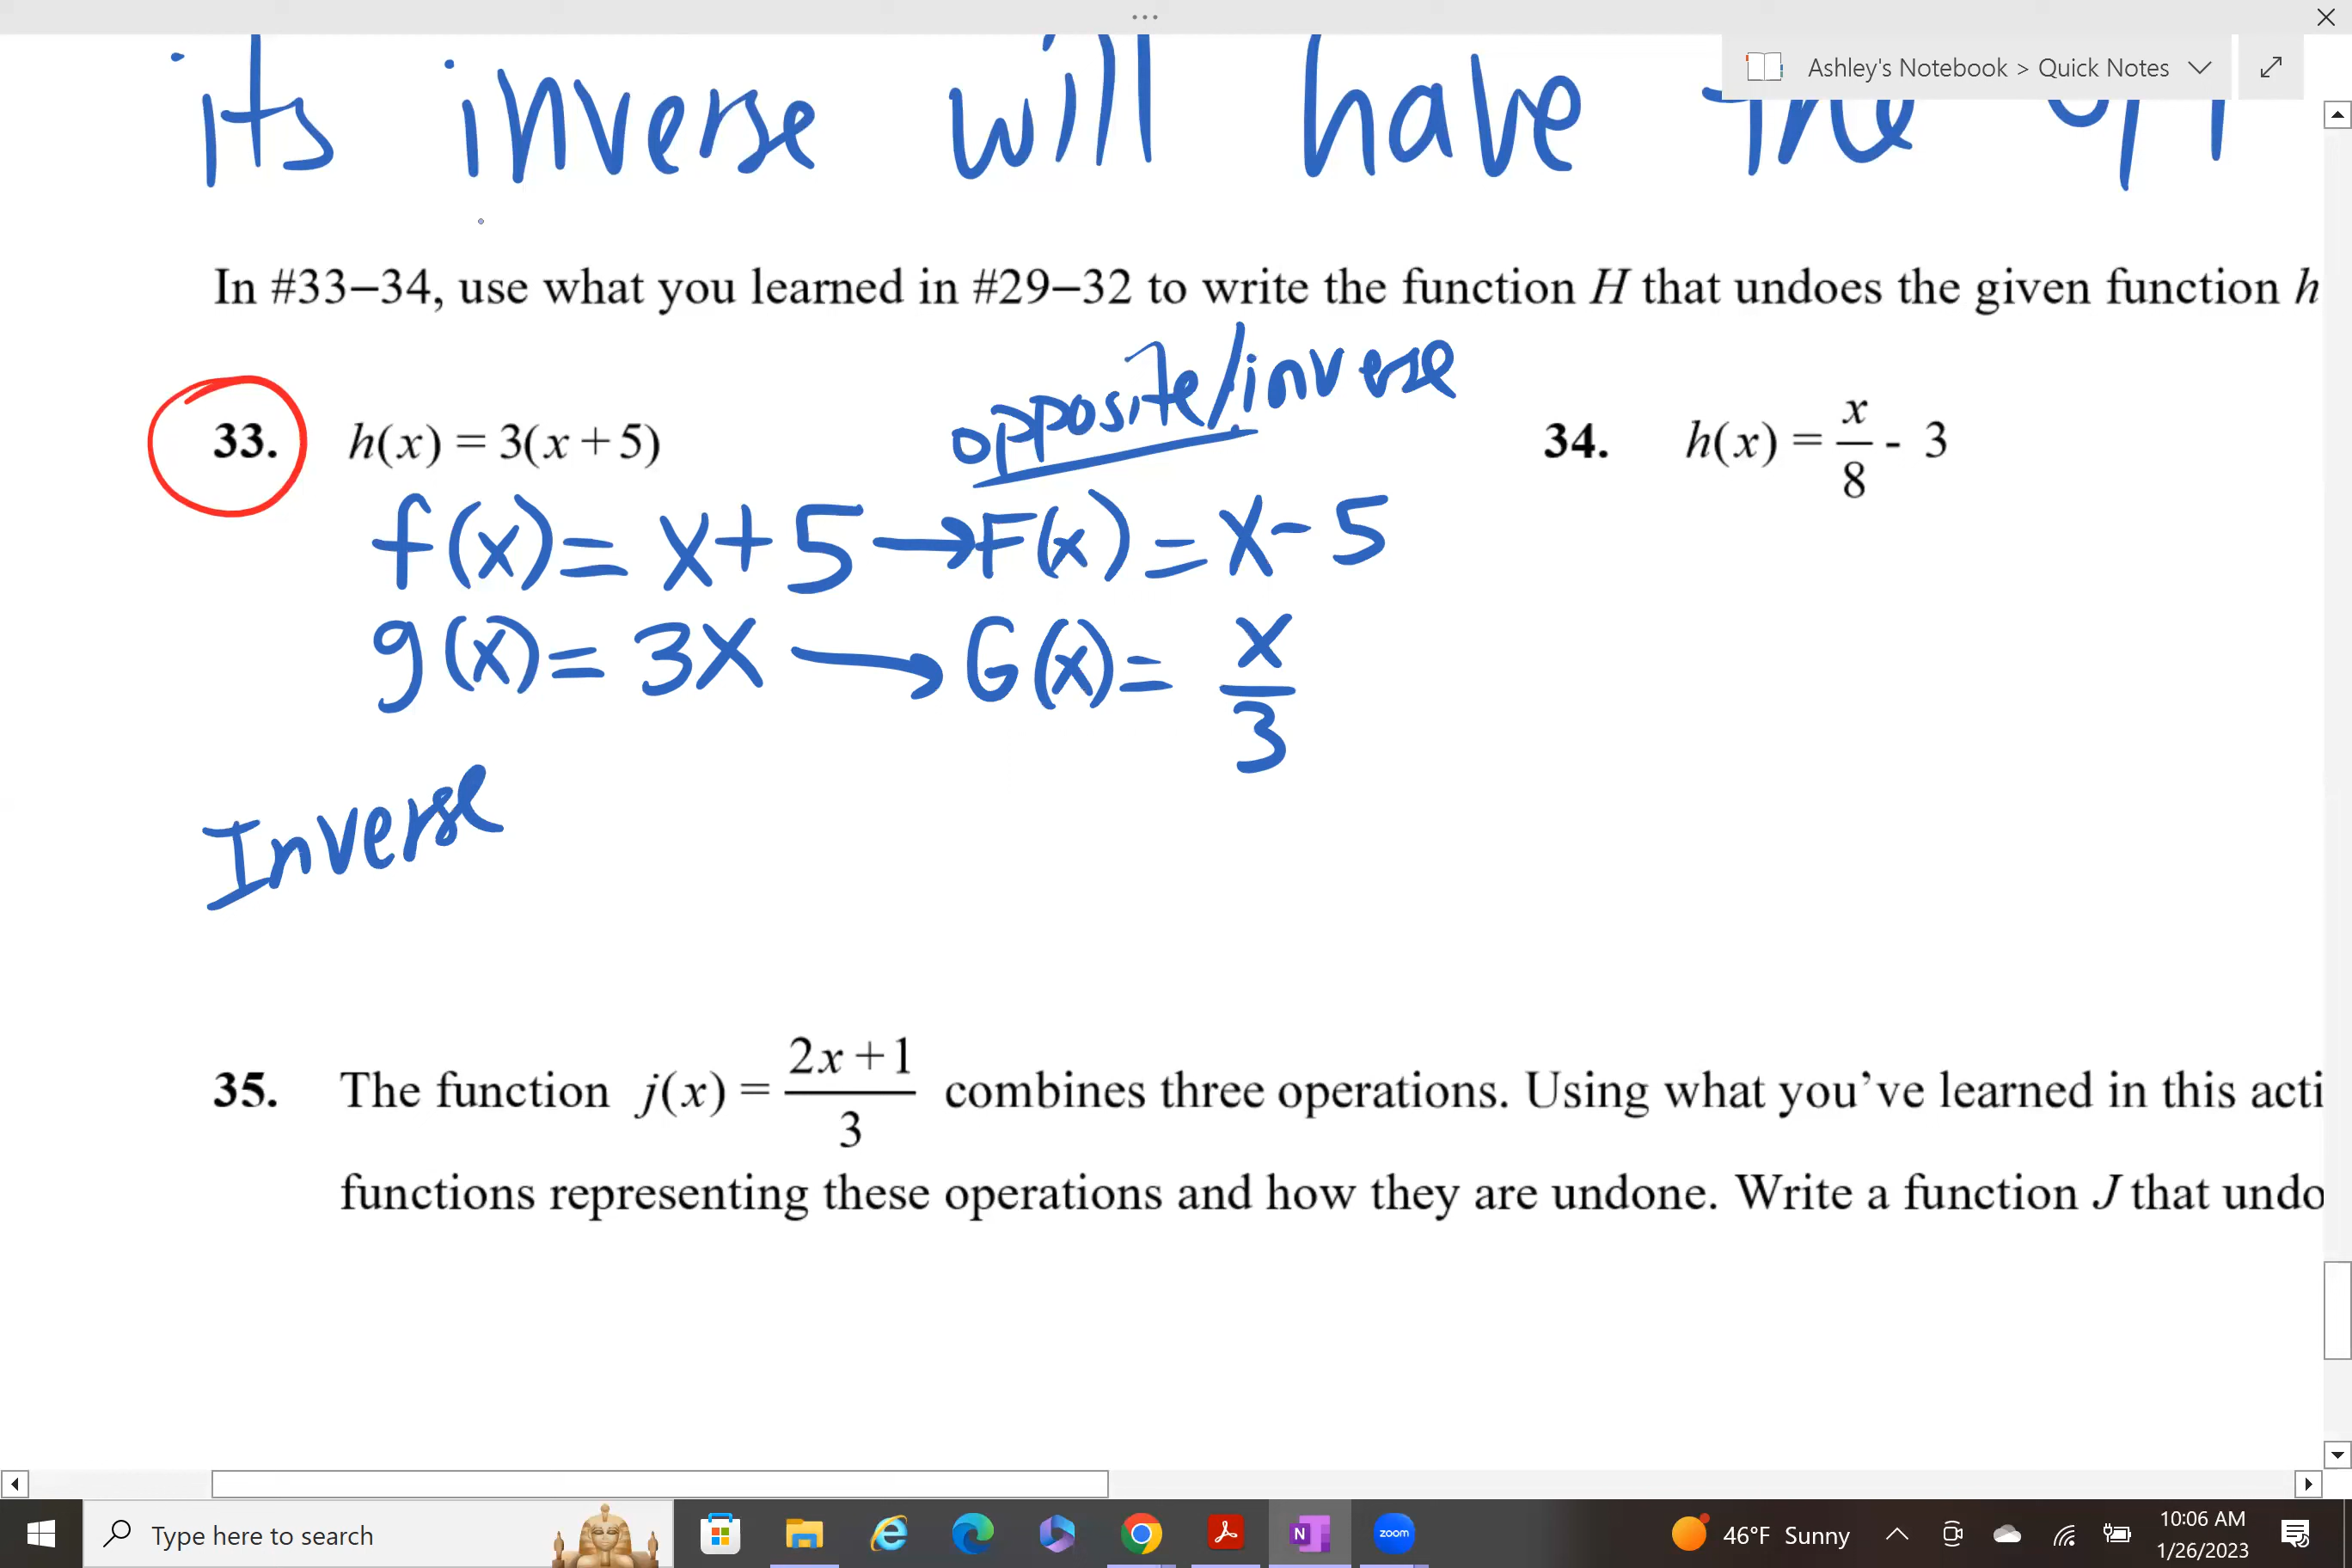 Ashley's Notebook > Quick Notes
its inverse will have the
In #33–34, use what you learned in #29–32 to write the function H that undoes the given function h
opposite/inverse
33. h(x) = 3(x + 5)
34. h(x) = x/8 - 3
f(x) = x + 5 → F(x) = x - 5
g(x) = 3x → G(x) = x/3
Inverse
35. The function j(x) = (2x + 1)/3 combines three operations. Using what you’ve learned in this acti
functions representing these operations and how they are undone. Write a function J that undo
Type here to search
N
zoom
46°F Sunny
10:06 AM
1/26/2023